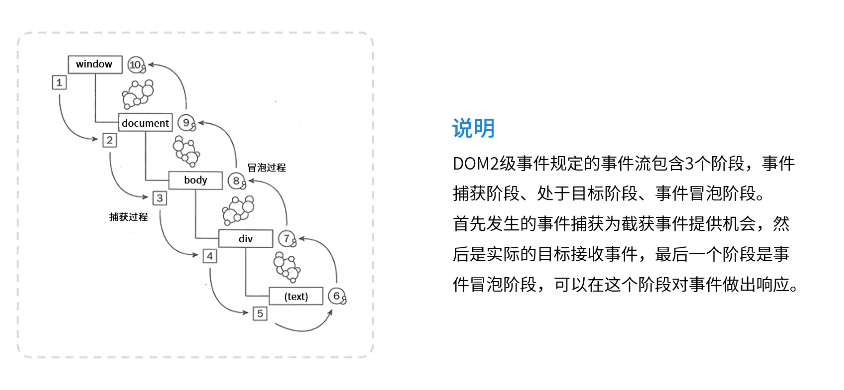 window
10
1
document
9
2
冒泡过程
body
8
3
捕获过程
div
7
4
(text)
6
5
说明
DOM2级事件规定的事件流包含3个阶段，事件
捕获阶段、处于目标阶段、事件冒泡阶段。
首先发生的事件捕获为截获事件提供机会，然
后是实际的目标接收事件，最后一个阶段是事
件冒泡阶段，可以在这个阶段对事件做出响应。